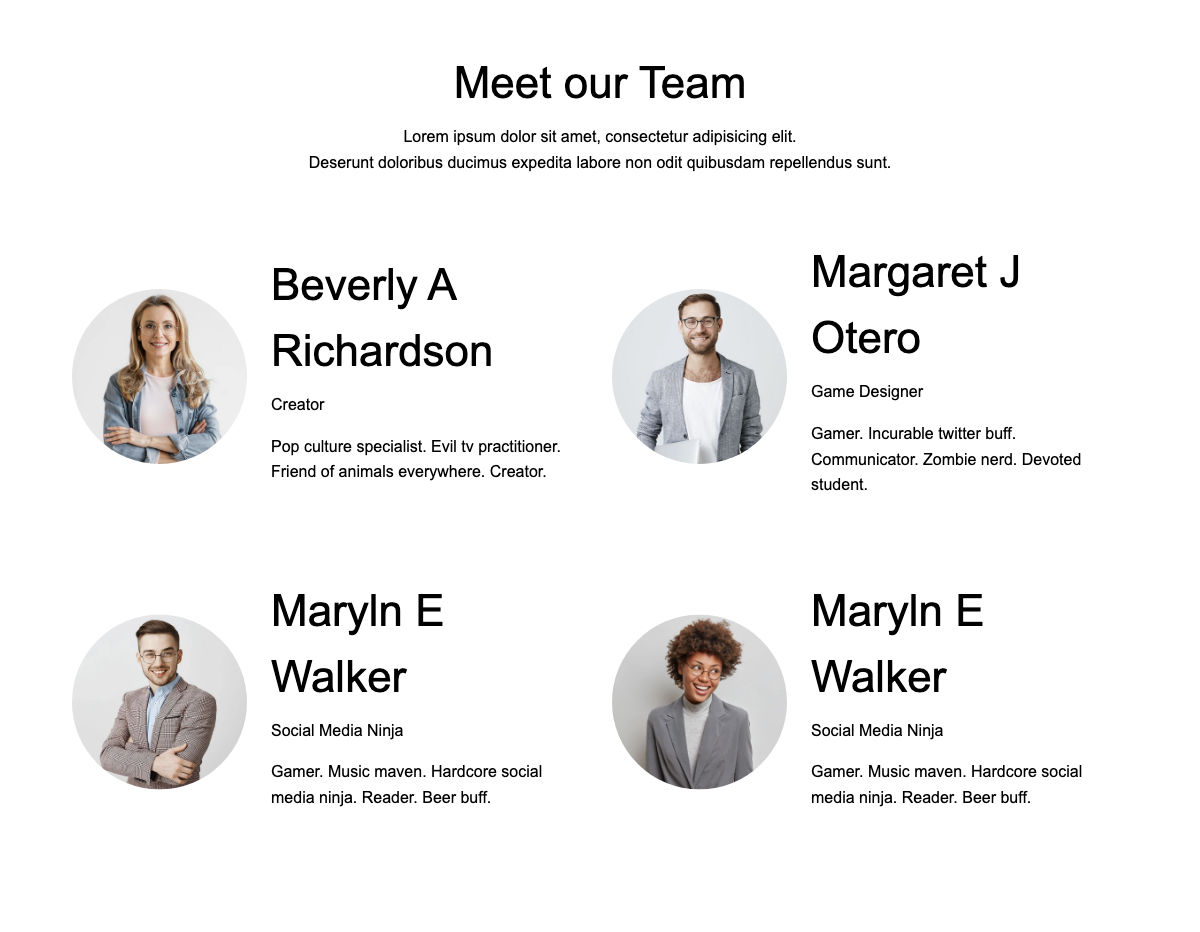 Meet our Team
Lorem ipsum dolor sit amet, consectetur adipisicing elit.
Deserunt doloribus ducimus expedita labore non odit quibusdam repellendus sunt.
Beverly A
Richardson
Creator
Pop culture specialist. Evil tv practitioner.
Friend of animals everywhere. Creator.
Margaret J
Otero
Game Designer
Gamer. Incurable twitter buff.
Communicator. Zombie nerd. Devoted
student.
Maryln E
Walker
Social Media Ninja
Gamer. Music maven. Hardcore social
media ninja. Reader. Beer buff.
Maryln E
Walker
Social Media Ninja
Gamer. Music maven. Hardcore social
media ninja. Reader. Beer buff.